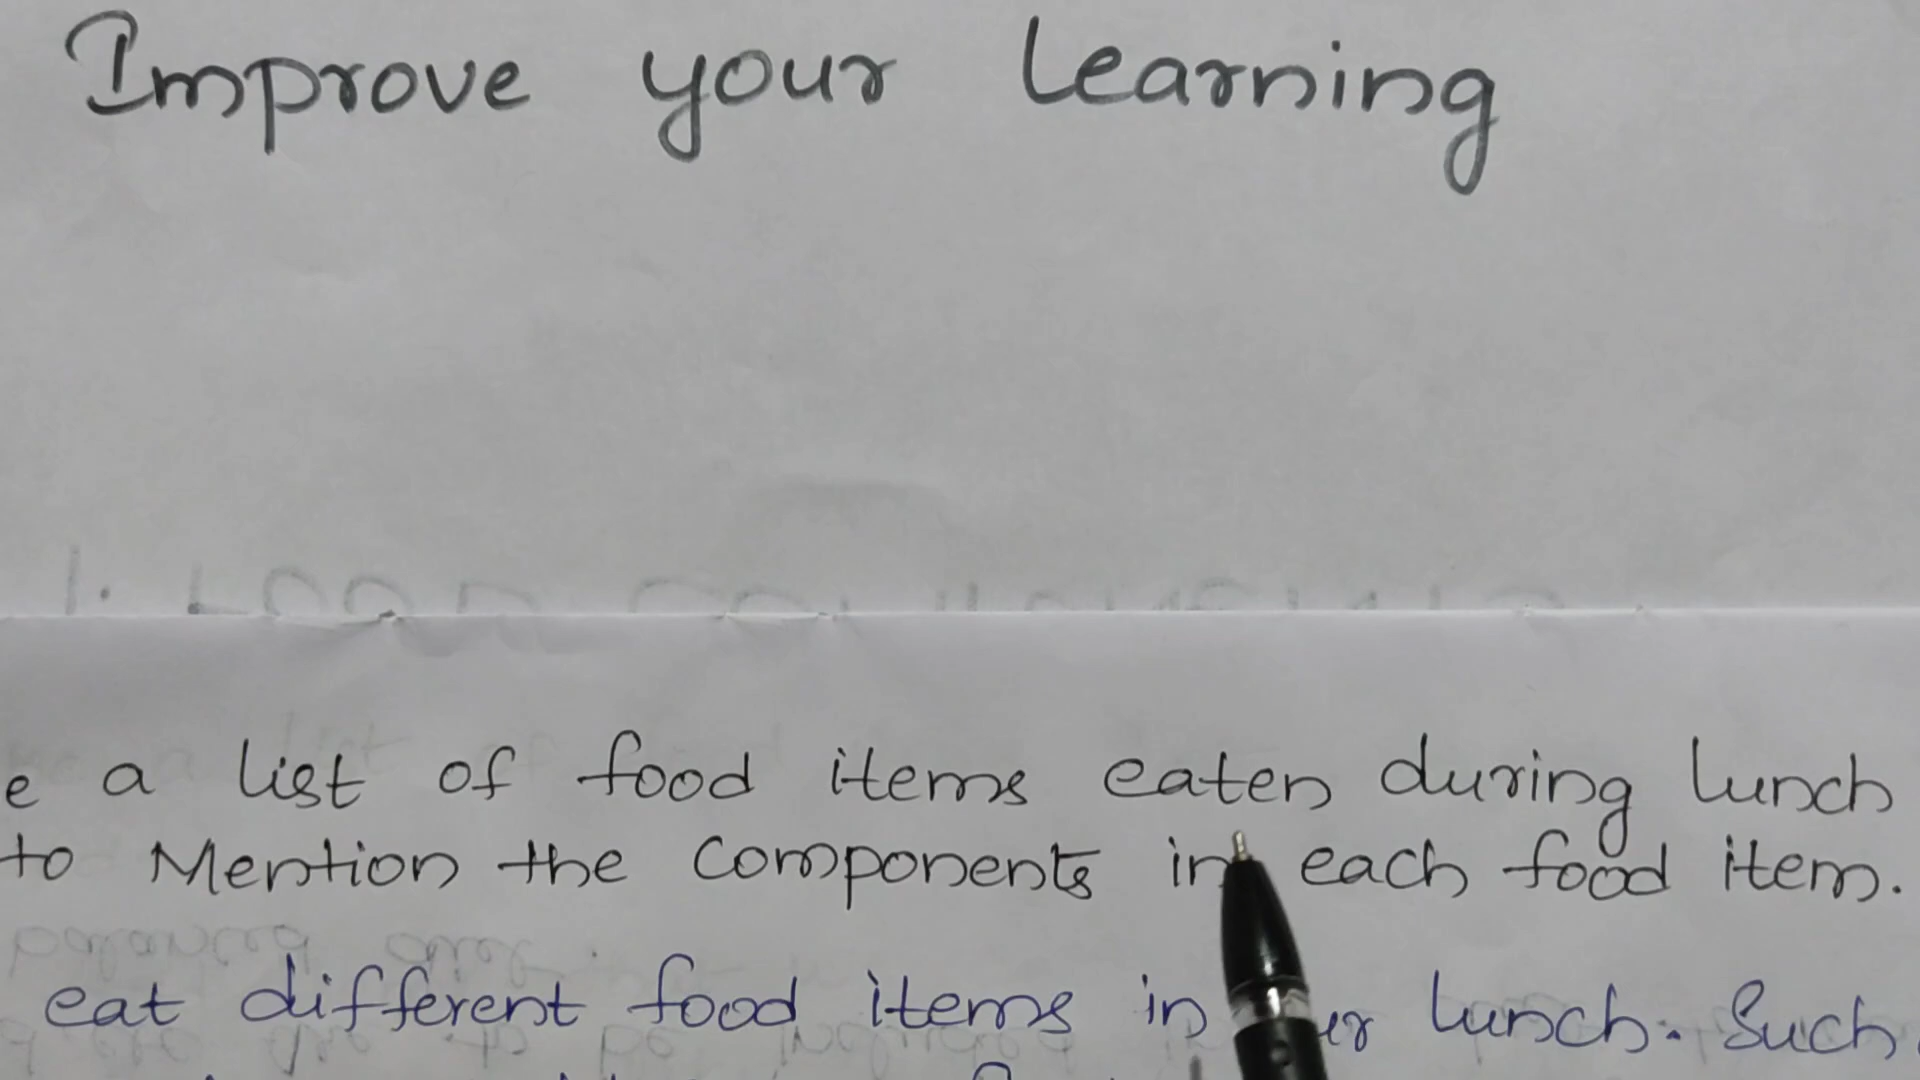 Improve your learning
e a list of food items eaten during lunch
to Mention the components in each food item.
eat different food items in lunch. Such